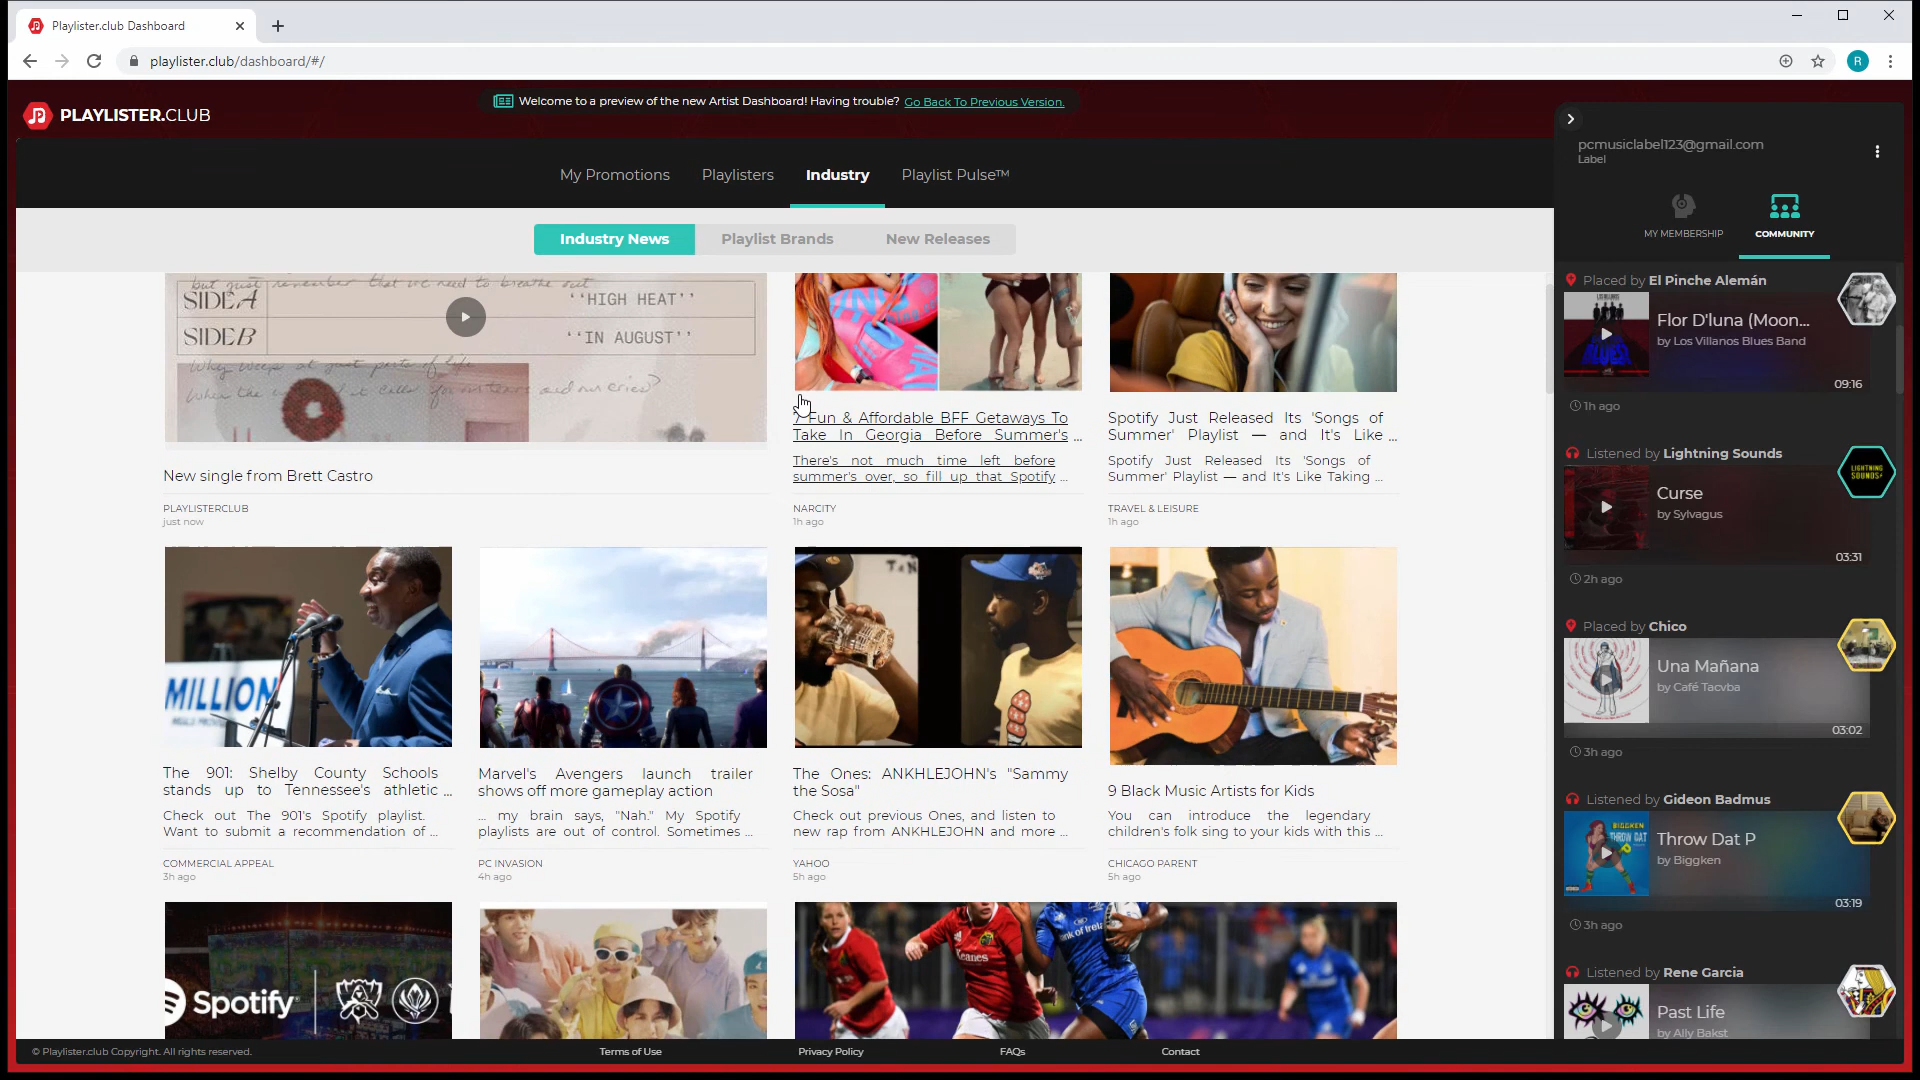 Playlister.club Dashboard
playlister.club/dashboard/#/
R
PLAYLISTER.CLUB
Welcome to a preview of the new Artist Dashboard! Having trouble? Go Back To Previous Version.
My Promotions Playlisters Industry Playlist Pulse™
Industry News Playlist Brands New Releases
but just remember that we need to breathe out
SIDE A ''HIGH HEAT''
SIDE B ''IN AUGUST''
New single from Brett Castro
PLAYLISTERCLUB
just now
7 Fun & Affordable BFF Getaways To
Take In Georgia Before Summer's ...
There's not much time left before
summer's over, so fill up that Spotify ...
NARCITY
1h ago
Spotify Just Released Its 'Songs of
Summer' Playlist — and It's Like ...
Spotify Just Released Its 'Songs of
Summer' Playlist — and It's Like Taking ...
TRAVEL & LEISURE
1h ago
MILLION
The 901: Shelby County Schools
stands up to Tennessee's athletic ...
Check out The 901's Spotify playlist.
Want to submit a recommendation of ...
COMMERCIAL APPEAL
3h ago
Marvel's Avengers launch trailer
shows off more gameplay action
... my brain says, "Nah." My Spotify
playlists are out of control. Sometimes ...
PC INVASION
4h ago
The Ones: ANKHLEJOHN's "Sammy
the Sosa"
Check out previous Ones, and listen to
new rap from ANKHLEJOHN and more ...
YAHOO
5h ago
9 Black Music Artists for Kids
You can introduce the legendary
children's folk sing to your kids with this ...
CHICAGO PARENT
5h ago
Spotify
pcmusiclabel123@gmail.com
Label
MY MEMBERSHIP COMMUNITY
Placed by El Pinche Alemán
Flor D'luna (Moon...
by Los Villanos Blues Band
09:16
1h ago
Listened by Lightning Sounds
LIGHTNING
SOUNDS
Curse
by Sylvagus
03:31
2h ago
Placed by Chico
Una Mañana
by Café Tacvba
03:02
3h ago
Listened by Gideon Badmus
BIGGKEN
THROW DAT
Throw Dat P
by Biggken
03:19
3h ago
Listened by Rene Garcia
Past Life
by Ally Bakst
© Playlister.club Copyright. All rights reserved. Terms of Use Privacy Policy FAQs Contact